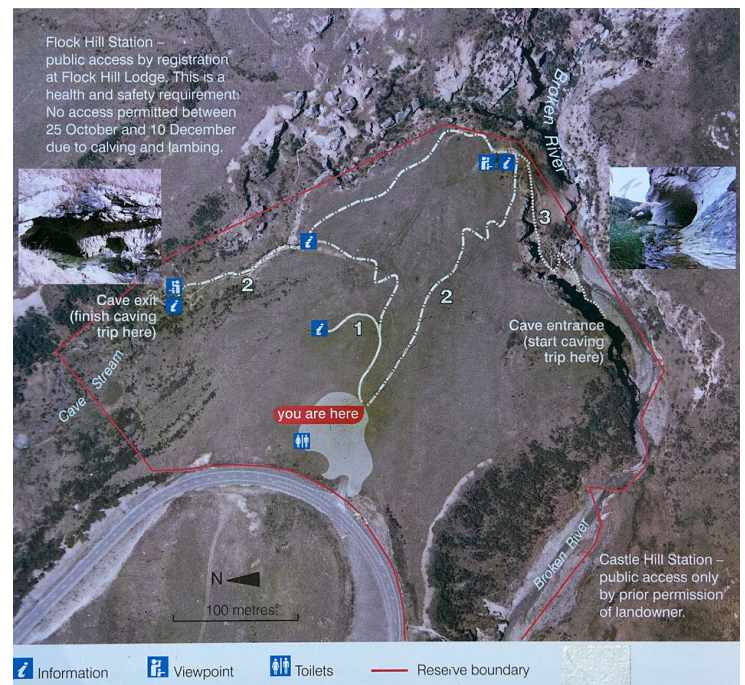 Flock Hill Station –
public access by registration
at Flock Hill Lodge. This is a
health and safety requirement.
No access permitted between
25 October and 10 December
due to calving and lambing.
Broken River
3
2
Cave exit
(finish caving
trip here)
2
1
Cave entrance
(start caving
trip here)
Cave Stream
you are here
Broken River
Castle Hill Station –
public access only
by prior permission
of landowner.
N
100 metres
Information
Viewpoint
Toilets
Reserve boundary